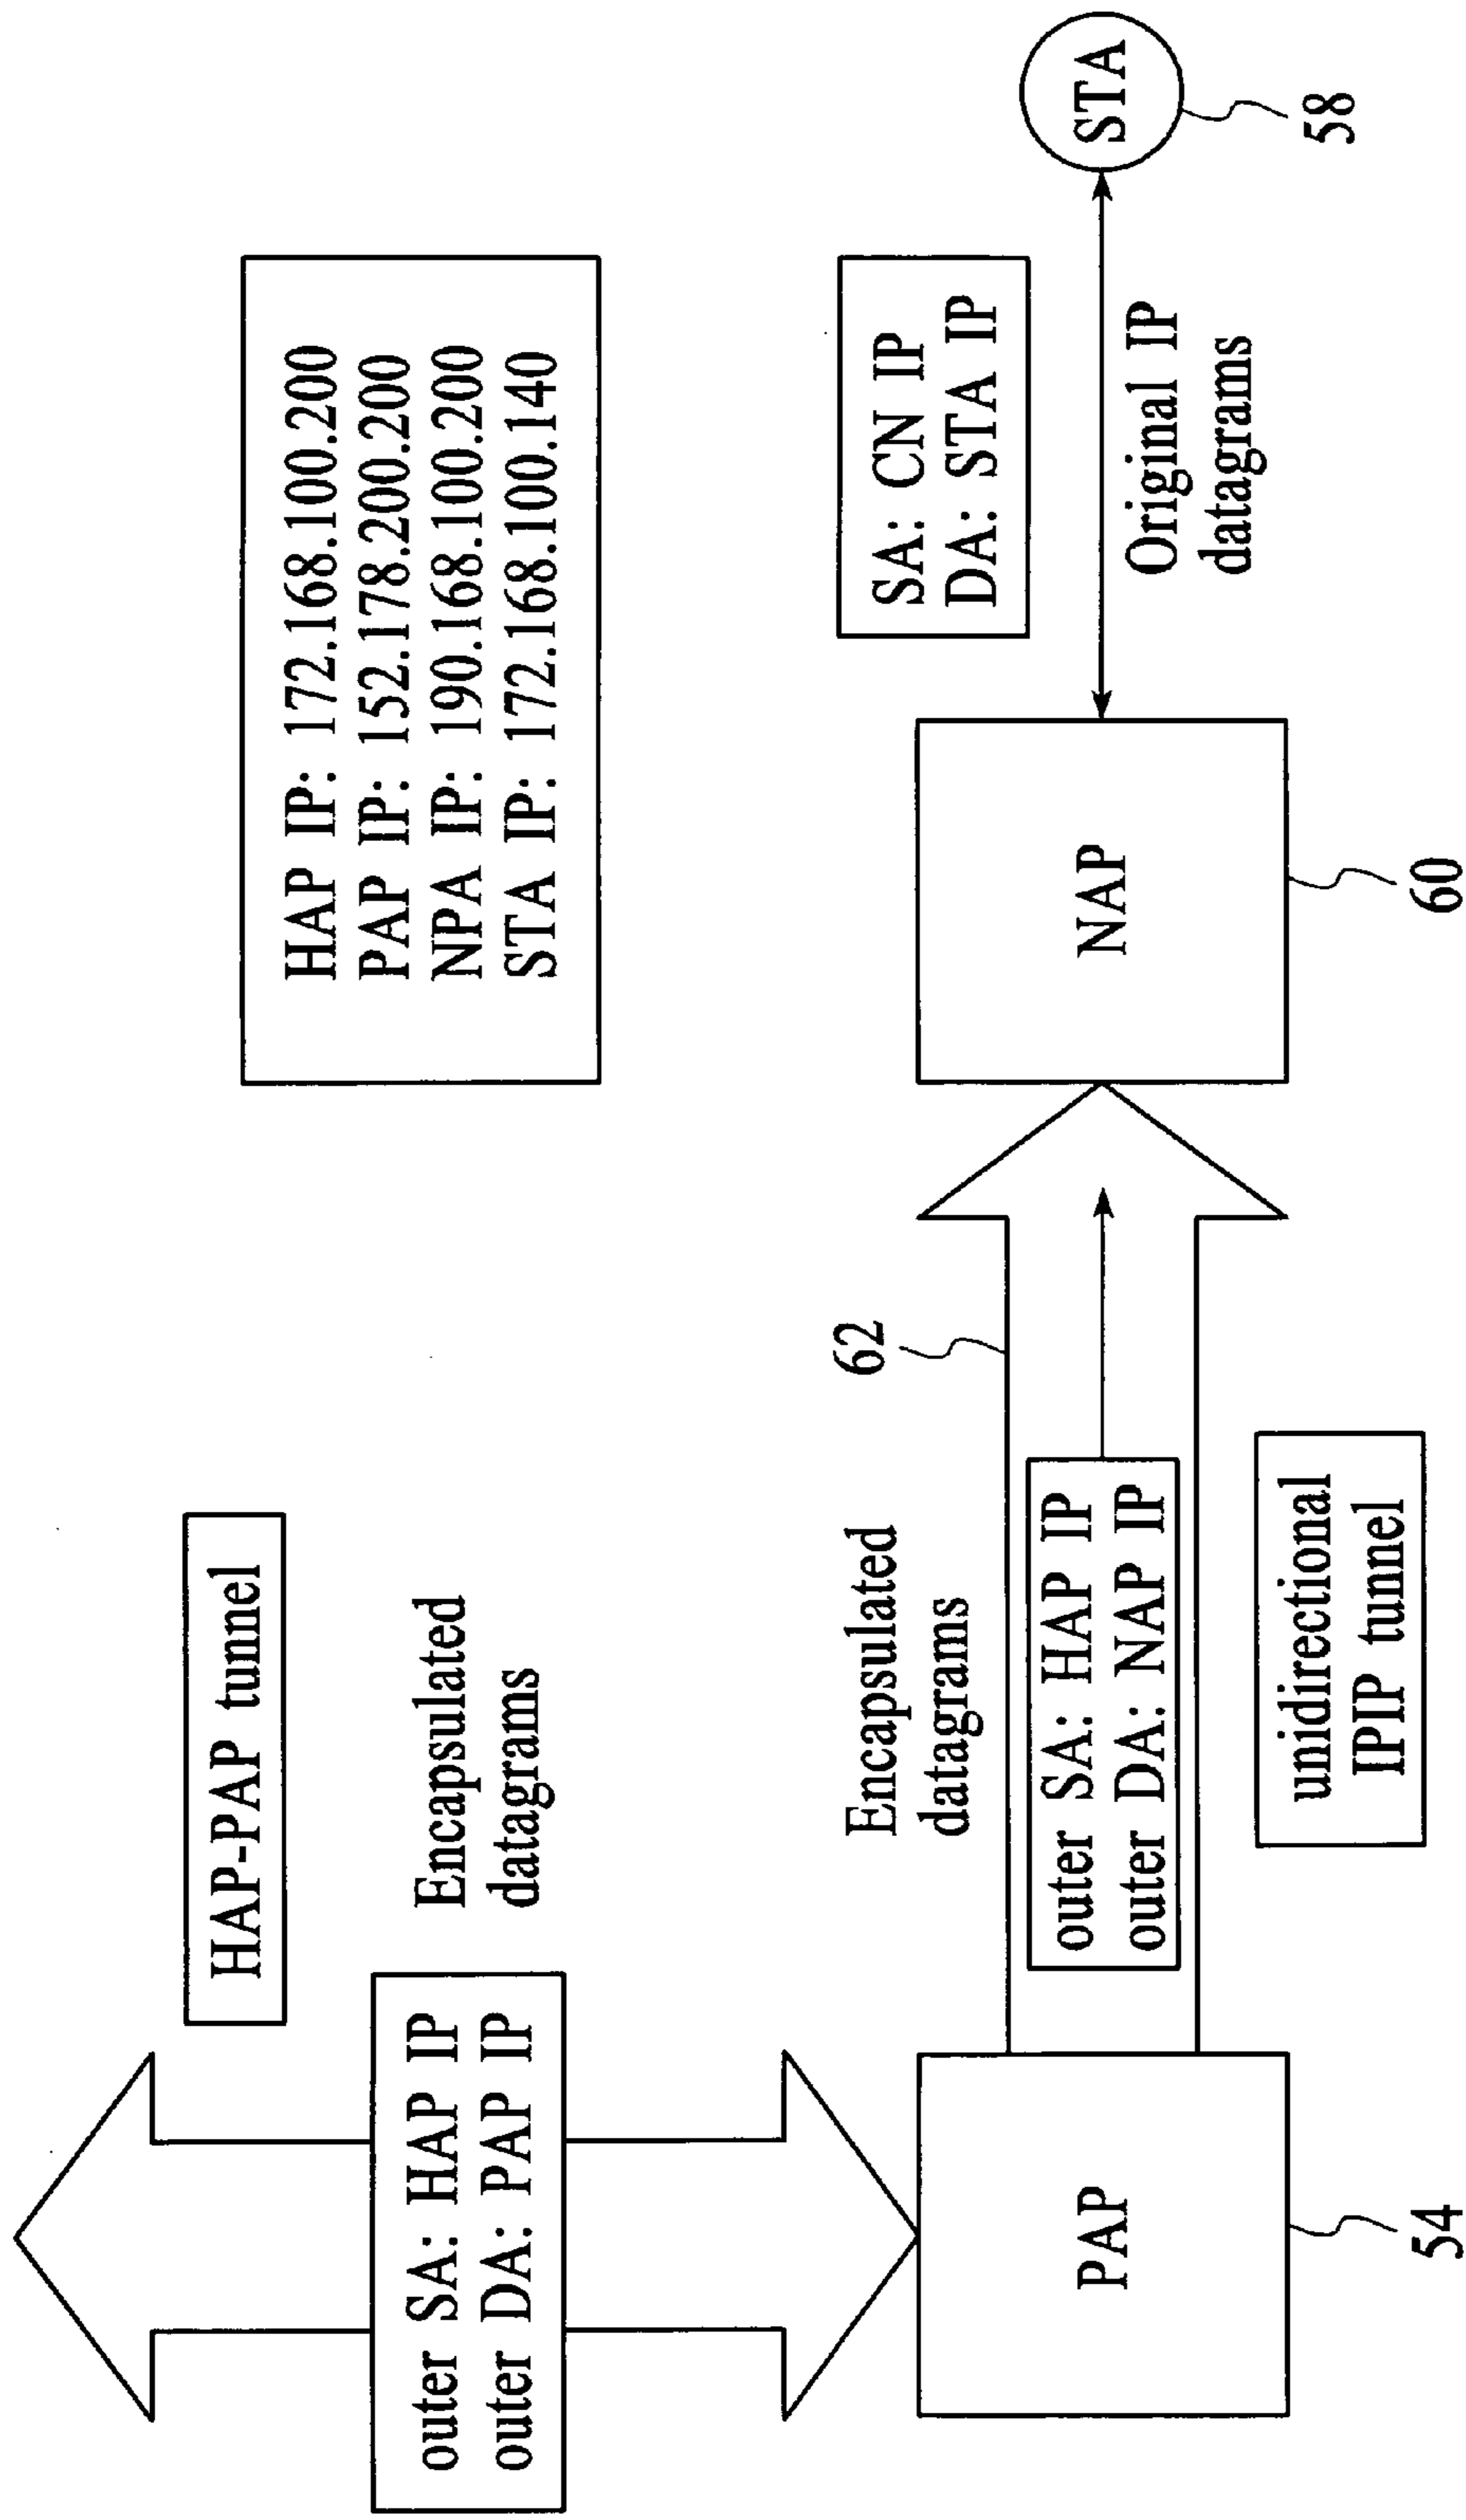 HAP-PAP tunnel
outer SA: HAP IP
outer DA: PAP IP
Encapsulated
datagrams
HAP IP: 172.168.100.200
PAP IP: 152.178.200.200
NPA IP: 190.168.100.200
STA IP: 172.168.100.140
62
Encapsulated
datagrams
PAP
54
outer SA: HAP IP
outer DA: NAP IP
unidirectional
IPIP tunnel
NAP
60
SA: CN IP
DA: STA IP
Original IP
datagrams
STA
58